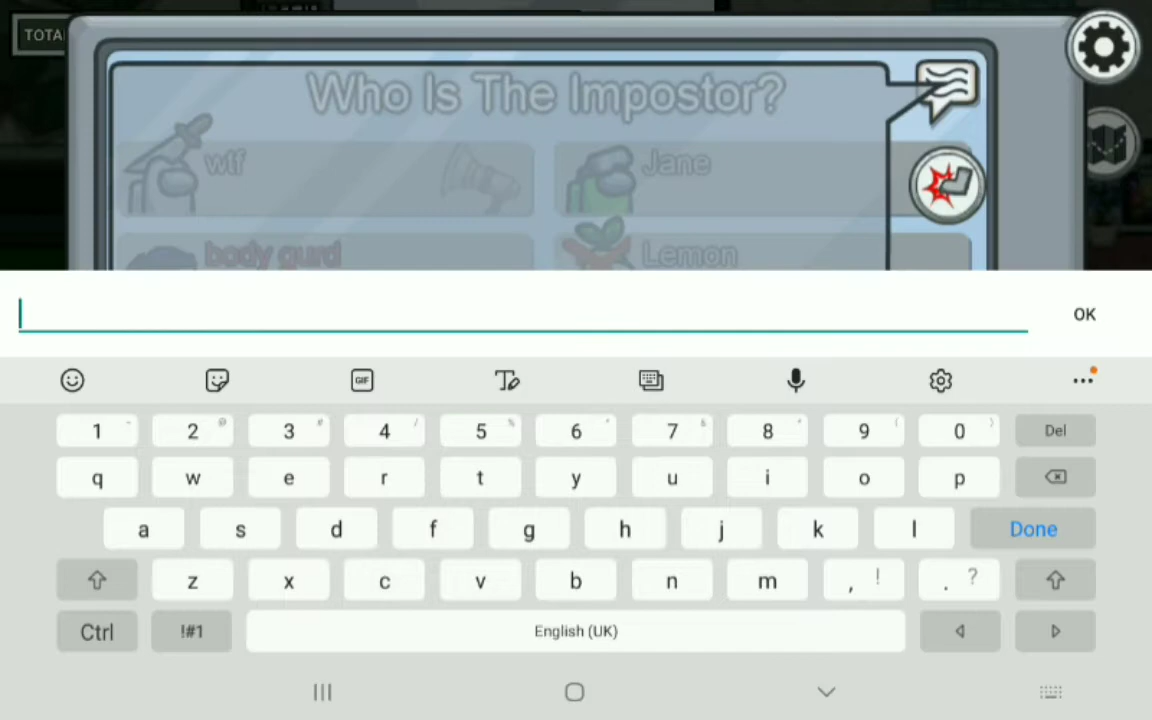 TOTA
Who Is The Impostor?
wtf
Jane
body gurd
Lemon
OK
GIF
1 2 @ 3 # 4 / 5 % 6 ^ 7 & 8 * 9 ( 0 ) Del
q w e r t y u i o p
a s d f g h j k l Done
z x c v b n m , ! . ?
Ctrl !#1 English (UK)